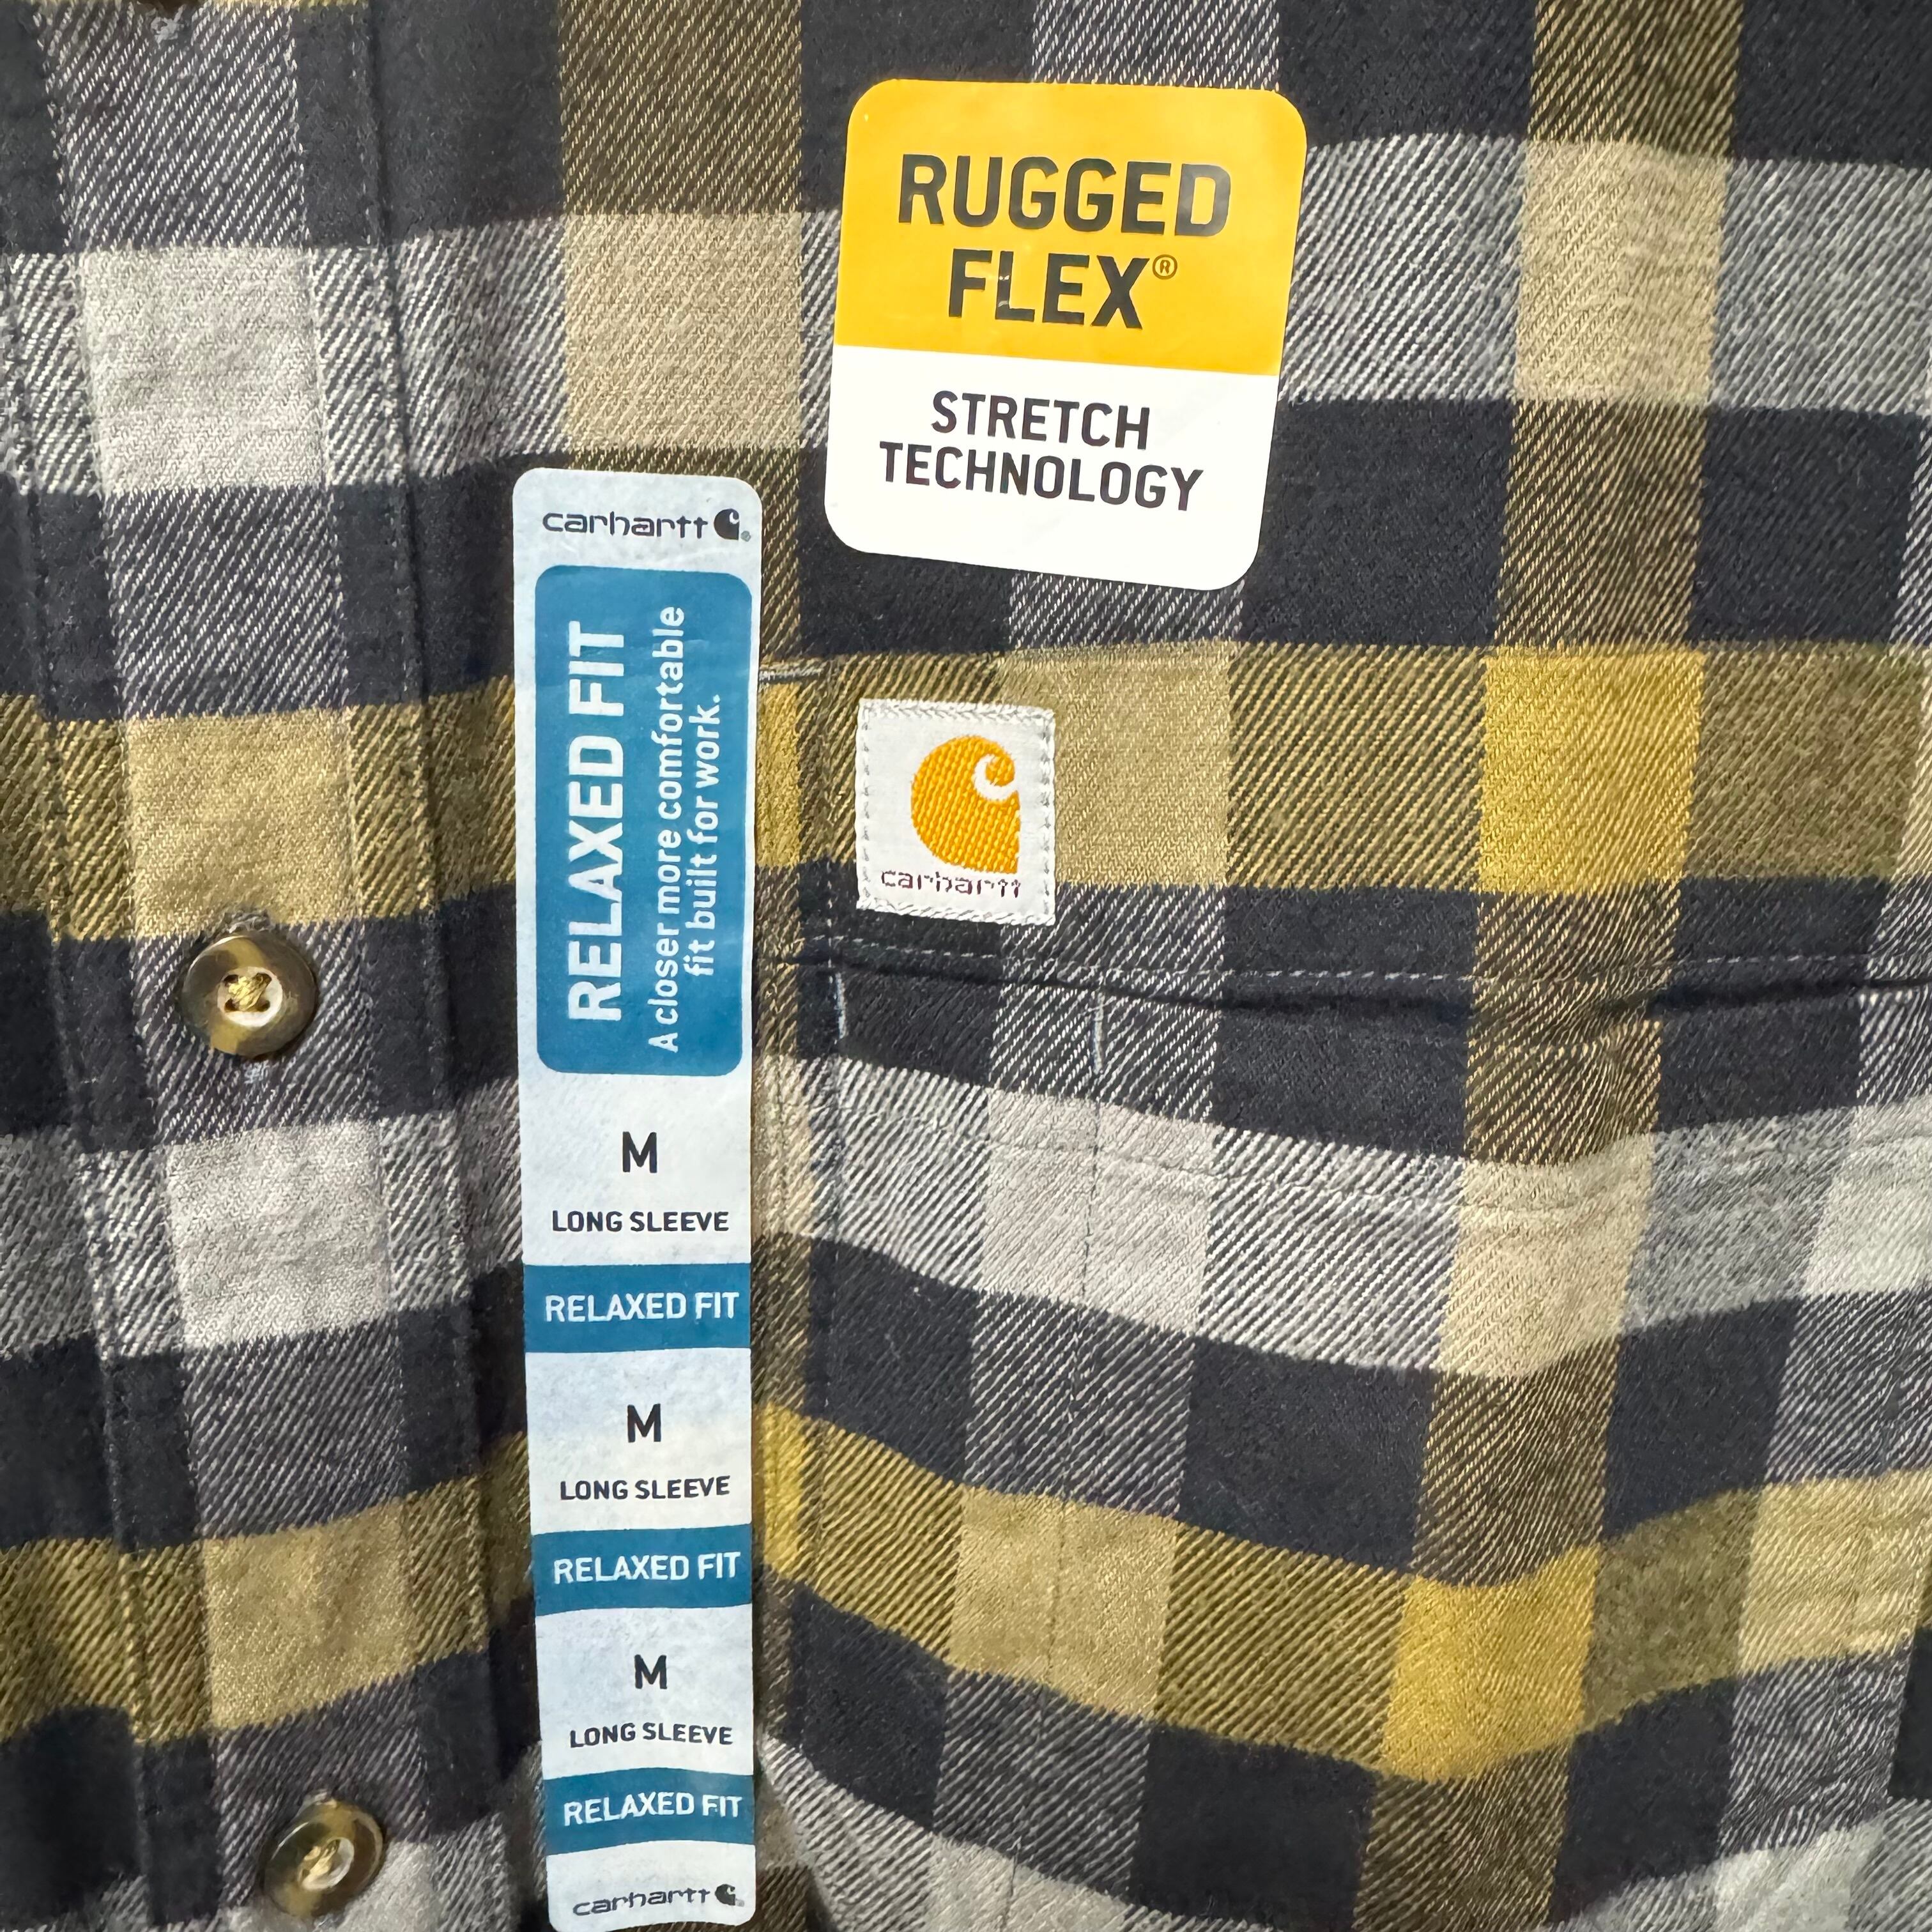 RUGGED
FLEX®
STRETCH
TECHNOLOGY
carhartt
RELAXED FIT
A closer more comfortable
fit built for work.
M
LONG SLEEVE
RELAXED FIT
M
LONG SLEEVE
RELAXED FIT
M
LONG SLEEVE
RELAXED FIT
carhartt
carhartt